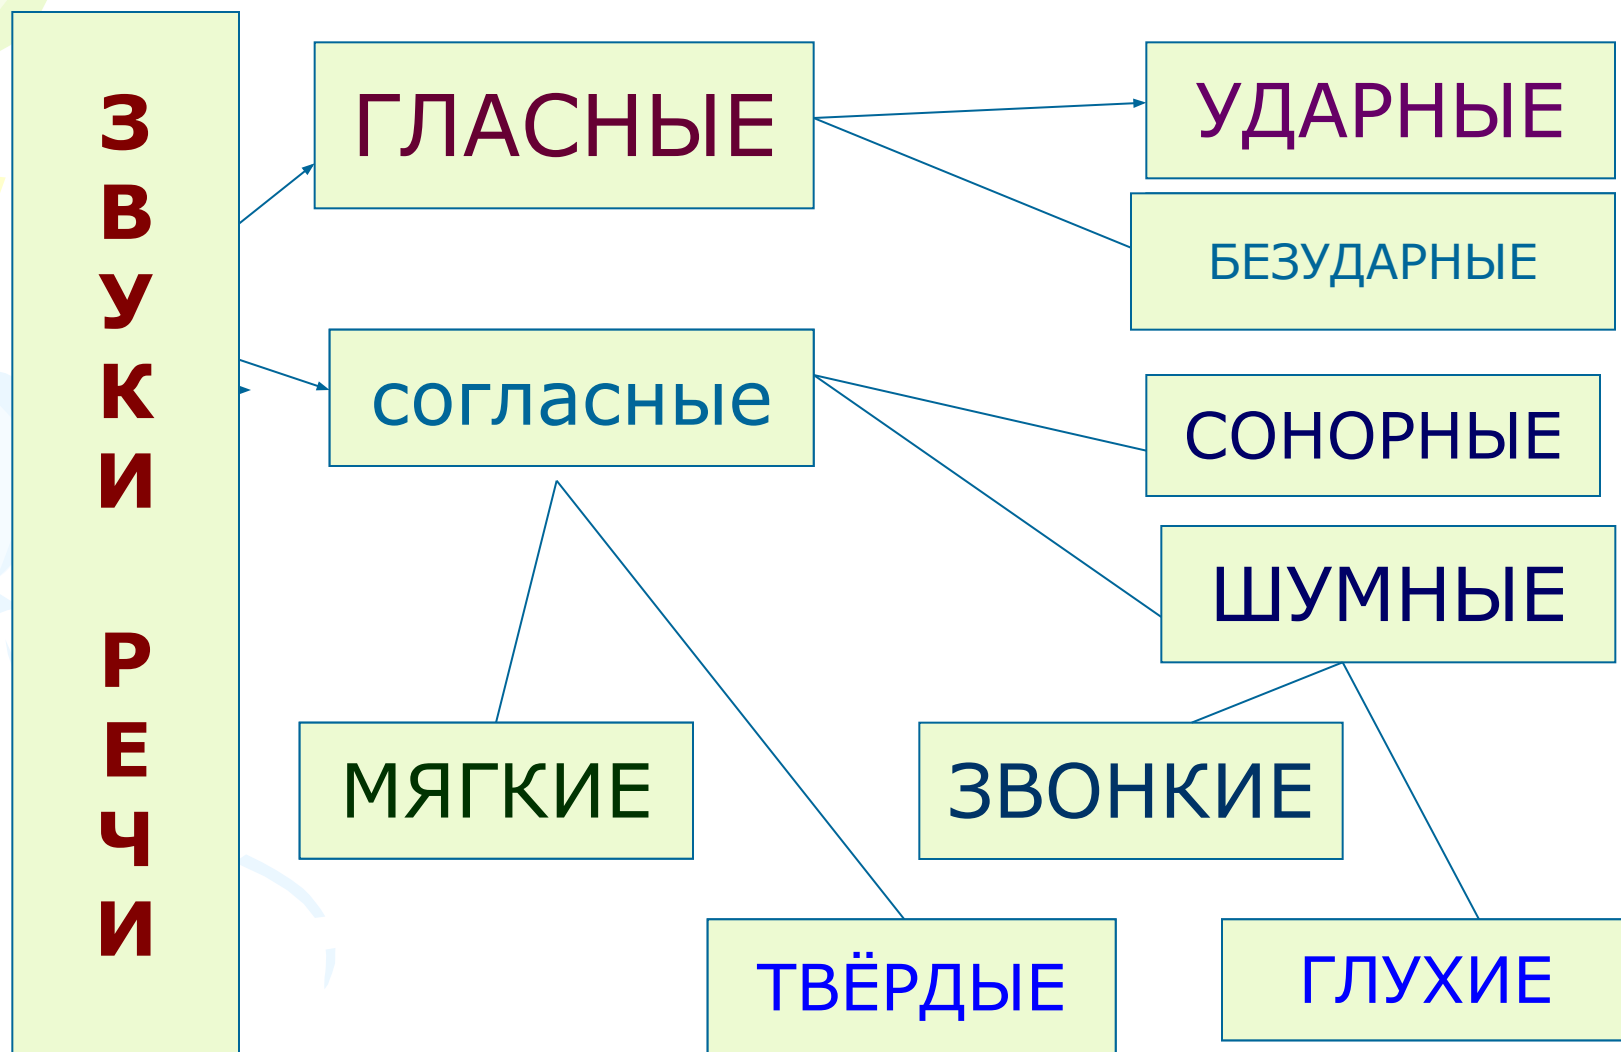 ЗВУКИ РЕЧИ
ГЛАСНЫЕ
УДАРНЫЕ
БЕЗУДАРНЫЕ
согласные
СОНОРНЫЕ
ШУМНЫЕ
МЯГКИЕ
ЗВОНКИЕ
ТВЁРДЫЕ
ГЛУХИЕ